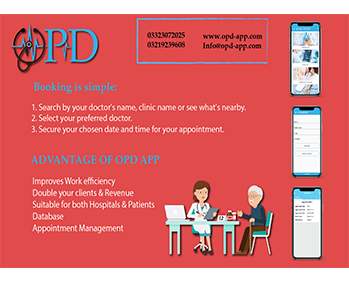 OPD
03323072025
03219239608
www.opd-app.com
Info@opd-app.com
Booking is simple:
1. Search by your doctor's name, clinic name or see what's nearby.
2. Select your preferred doctor.
3. Secure your chosen date and time for your appointment.
ADVANTAGE OF OPD APP
Improves Work efficiency
Double your clients & Revenue
Suitable for both Hospitals & Patients
Database
Appointment Management